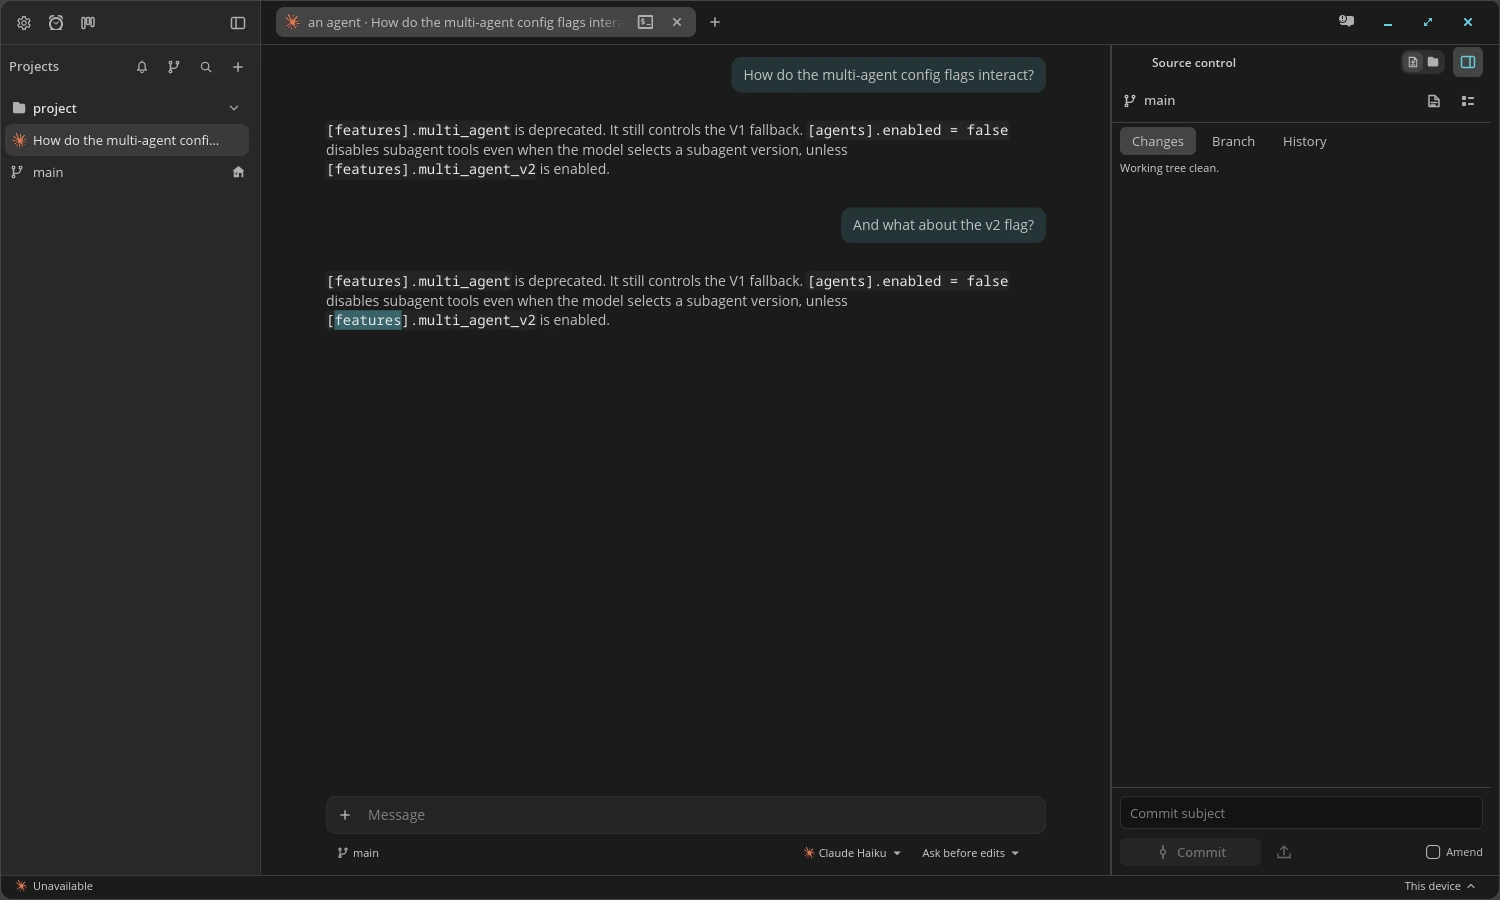 an agent · How do the multi-agent config flags inter
Projects
project
How do the multi-agent confi...
main
How do the multi-agent config flags interact?
[features].multi_agent is deprecated. It still controls the V1 fallback. [agents].enabled = false
disables subagent tools even when the model selects a subagent version, unless
[features].multi_agent_v2 is enabled.
And what about the v2 flag?
[features].multi_agent is deprecated. It still controls the V1 fallback. [agents].enabled = false
disables subagent tools even when the model selects a subagent version, unless
[features].multi_agent_v2 is enabled.
Message
main
Claude Haiku
Ask before edits
Source control
main
Changes
Branch
History
Working tree clean.
Commit subject
Commit
Amend
Unavailable
This device